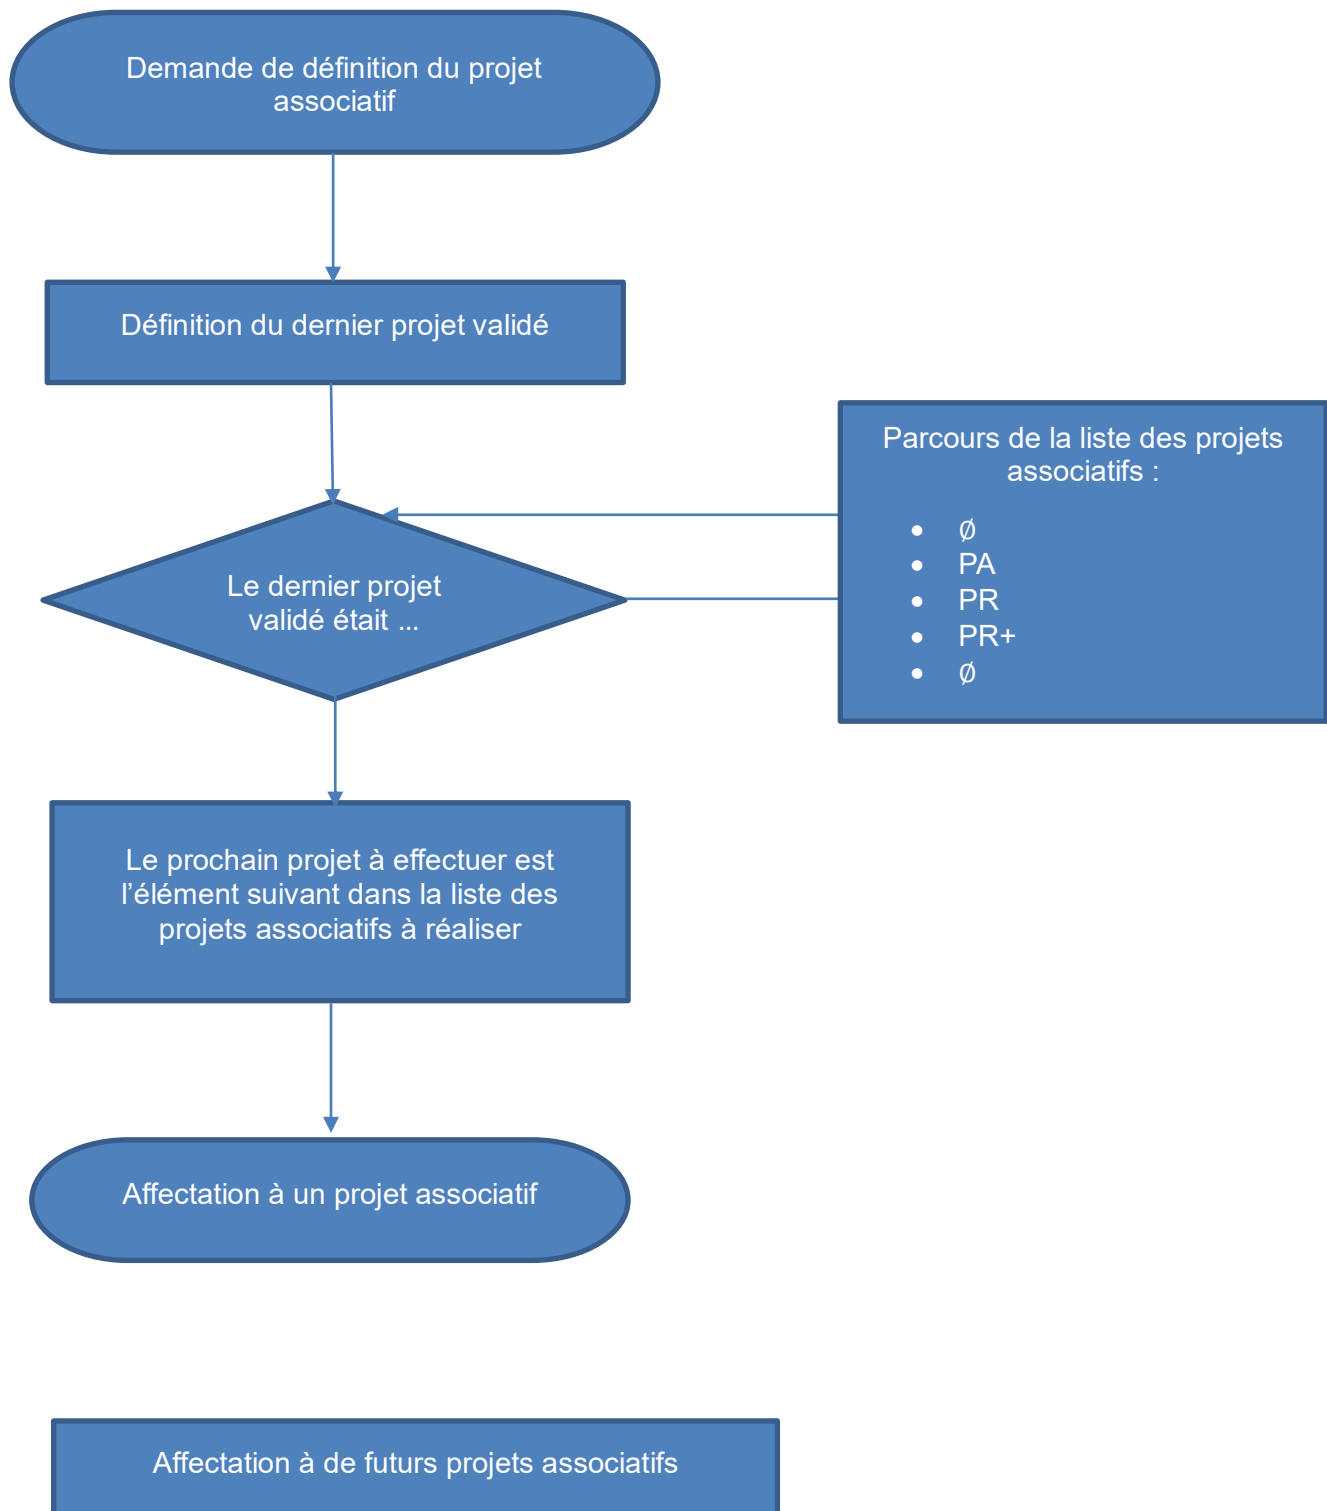 Demande de définition du projet
associatif
Définition du dernier projet validé
Parcours de la liste des projets
associatifs :
• ∅
• PA
• PR
• PR+
• ∅
Le dernier projet
validé était ...
Le prochain projet à effectuer est
l’élément suivant dans la liste des
projets associatifs à réaliser
Affectation à un projet associatif
Affectation à de futurs projets associatifs